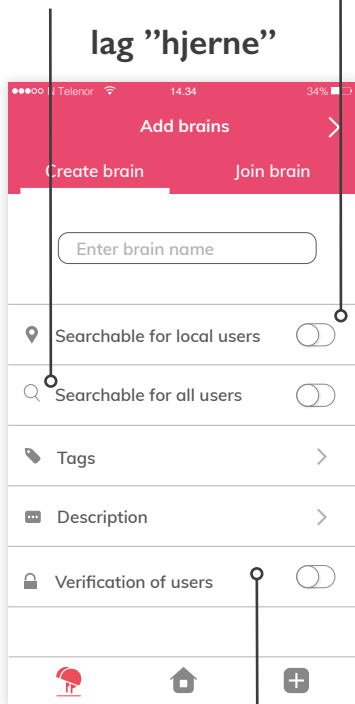 lag ”hjerne”
N Telenor 14.34 34%
Add brains
Create brain Join brain
Enter brain name
Searchable for local users
Searchable for all users
Tags
Description
Verification of users